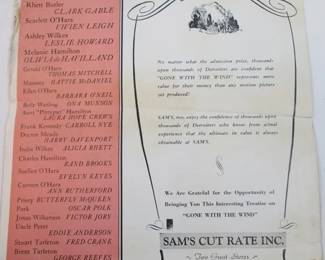 Rhett Butler
CLARK GABLE
Scarlett O'Hara
VIVIEN LEIGH
Ashley Wilkes
LESLIE HOWARD
Melanie Hamilton
OLIVIA de HAVILLAND
Gerald O'Hara
THOMAS MITCHELL
Mammy HATTIE McDANIEL
Ellen O'Hara
BARBARA O'NEIL
Belle Watling ONA MUNSON
Aunt "Pittypat" Hamilton
LAURA HOPE CREWS
Frank Kennedy CARROLL NYE
Doctor Meade
HARRY DAVENPORT
India Wilkes ALICIA RHETT
Charles Hamilton
RAND BROOKS
Suellen O'Hara
EVELYN KEYES
Carreen O'Hara
ANN RUTHERFORD
Prissy BUTTERFLY McQUEEN
Pork OSCAR POLK
Jonas Wilkerson VICTOR JORY
Uncle Peter
EDDIE ANDERSON
Stuart Tarleton FRED CRANE
Brent Tarleton
GEORGE REEVES
No matter what the admission price, thousands
upon thousands of Detroiters are confident that
"GONE WITH THE WIND" represents more
value for their money than any motion picture
yet produced!
SAM'S, too, enjoy the confidence of thousands upon
thousands of Detroiters who know from actual
experience that the ultimate in value is always
obtainable at SAM'S.
We Are Grateful for the Opportunity of
Bringing You This Interesting Treatise on
"GONE WITH THE WIND"
SAM'S CUT RATE INC.
Two Great Stores